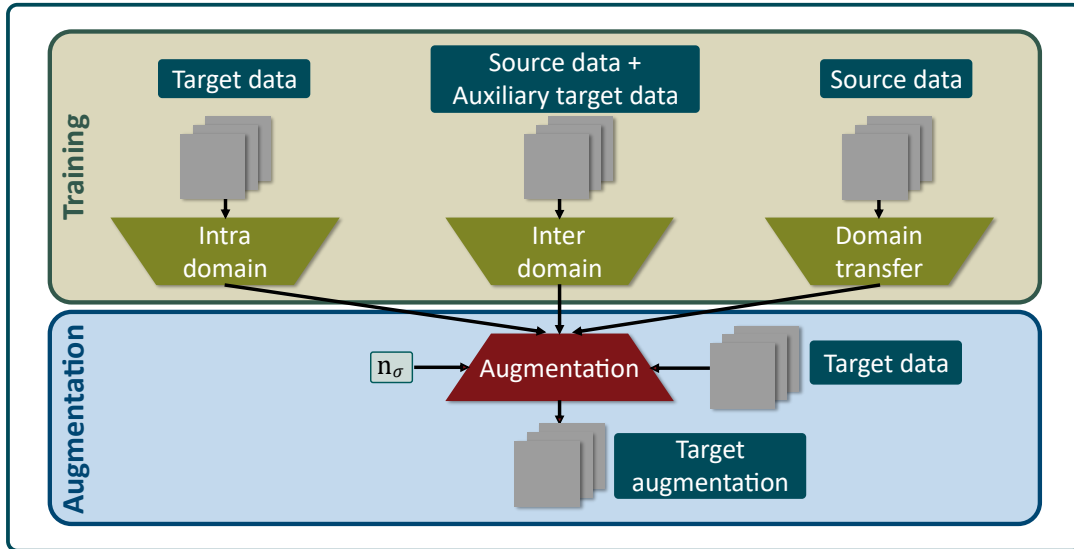 Training
Target data
Source data +
Auxiliary target data
Source data
Intra
domain
Inter
domain
Domain
transfer
Augmentation
nσ
Augmentation
Target data
Target
augmentation